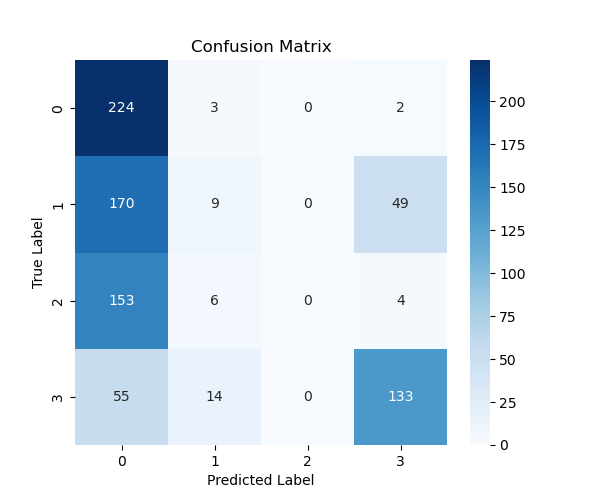 Confusion Matrix
True Label
0 224 3 0 2
1 170 9 0 49
2 153 6 0 4
3 55 14 0 133
0 1 2 3
Predicted Label
200
175
150
125
100
75
50
25
0